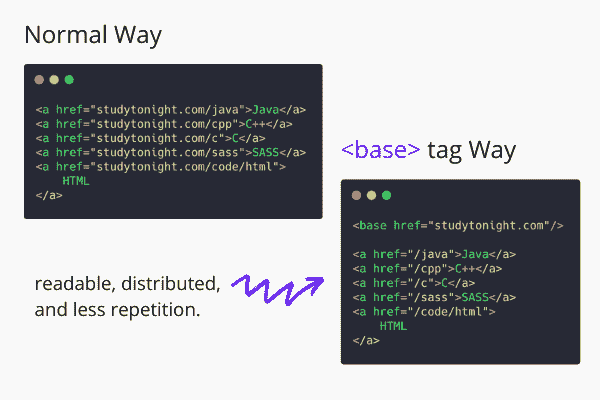 Normal Way
<a href="studytonight.com/java">Java</a>
<a href="studytonight.com/cpp">C++</a>
<a href="studytonight.com/c">C</a>
<a href="studytonight.com/sass">SASS</a>
<a href="studytonight.com/code/html">
    HTML
</a>
<base> tag Way
<base href="studytonight.com"/>
<a href="/java">Java</a>
<a href="/cpp">C++</a>
<a href="/c">C</a>
<a href="/sass">SASS</a>
<a href="/code/html">
    HTML
</a>
readable, distributed,
and less repetition.